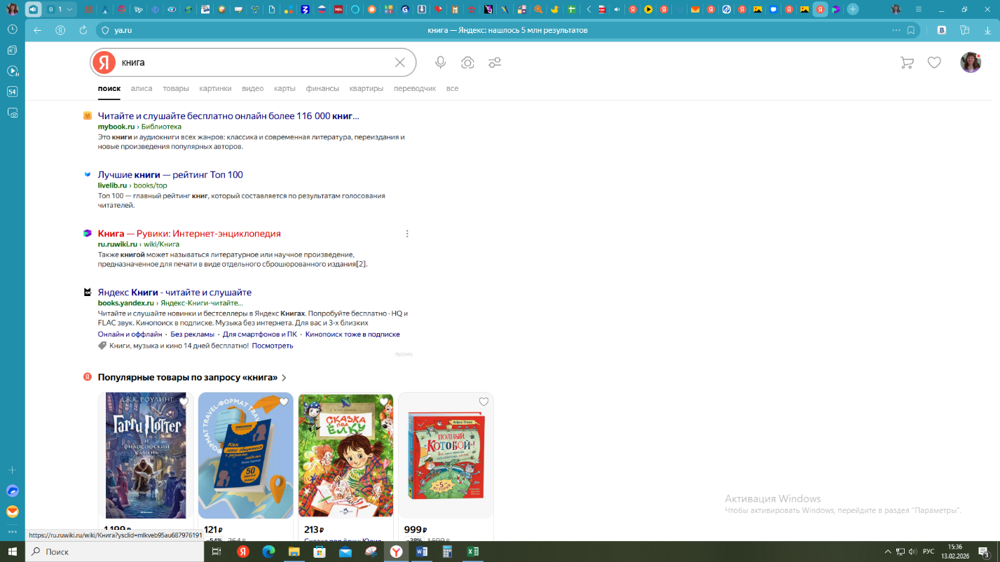 0 1
ya.ru
книга — Яндекс: нашлось 5 млн результатов
54
Я
книга
поиск алиса товары картинки видео карты финансы квартиры переводчик все
Читайте и слушайте бесплатно онлайн более 116 000 книг...
mybook.ru › Библиотека
Это книги и аудиокниги всех жанров: классика и современная литература, переиздания и
новые произведения популярных авторов.
Лучшие книги — рейтинг Топ 100
livelib.ru › books/top
Топ 100 — главный рейтинг книг, который составляется по результатам голосования
читателей.
Книга — Рувики: Интернет-энциклопедия
ru.ruwiki.ru › wiki/Книга
Также книгой может называться литературное или научное произведение,
предназначенное для печати в виде отдельного сброшюрованного издания[2].
Яндекс Книги - читайте и слушайте
books.yandex.ru › Яндекс-Книги-читайте...
Читайте и слушайте новинки и бестселлеры в Яндекс Книгах. Попробуйте бесплатно · HQ и
FLAC звук. Кинопоиск в подписке. Музыка без интернета. Для вас и 3-х близких
Онлайн и оффлайн · Без рекламы · Для смартфонов и ПК · Кинопоиск тоже в подписке
Книги, музыка и кино 14 дней бесплатно! Посмотреть
промо
Популярные товары по запросу «книга»
ДЖ.К. РОУЛИНГ
Гарри Поттер
и
философский
камень
ФОРМАТ TRAVEL-ФОРМАТ TRAVEL
Как
легко общаться
с разными
людьми
50
СКАЗКА
ПОД
ЁЛКУ
Андрей Усачёв
ПОЛНЫЙ
КОТОБОЙ!
5
ИСТОРИЙ
1 199 ₽
121 ₽
–54% 264 ₽
213 ₽
Сказка под ёлку Юлия
999 ₽
–38% 1 599 ₽
Активация Windows
Чтобы активировать Windows, перейдите в раздел "Параметры".
https://ru.ruwiki.ru/wiki/Книга?ysclid=mlkveb95au687976191
Поиск
РУС
15:36
13.02.2026
3